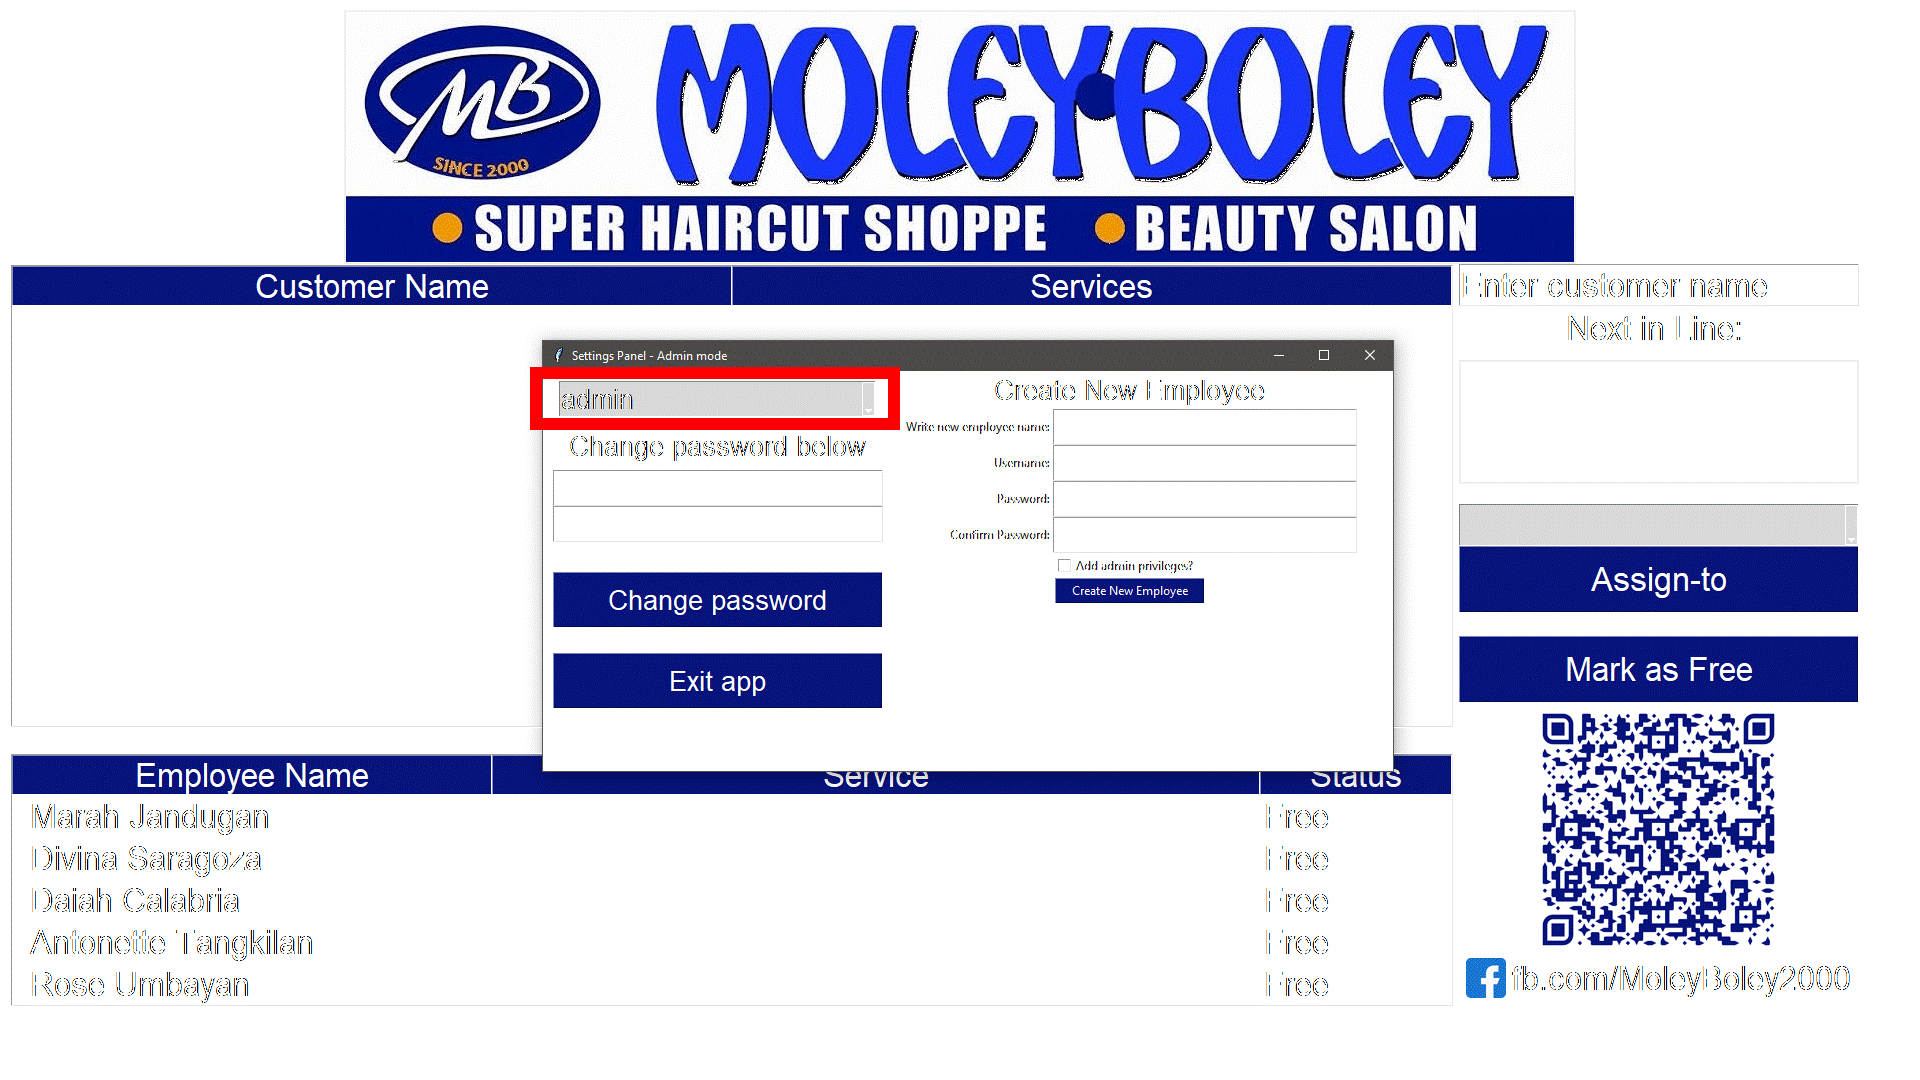 MB
SINCE 2000
MOLEY BOLEY
SUPER HAIRCUT SHOPPE BEAUTY SALON
Customer Name Services
Enter customer name
Next in Line:
Settings Panel - Admin mode
admin
Change password below
Change password
Exit app
Create New Employee
Write new employee name:
Username:
Password:
Confirm Password:
Add admin privileges?
Create New Employee
Assign-to
Mark as Free
Employee Name Service Status
Marah Jandugan Free
Divina Saragoza Free
Daiah Calabria Free
Antonette Tangkilan Free
Rose Umbayan Free
fb.com/MoleyBoley2000